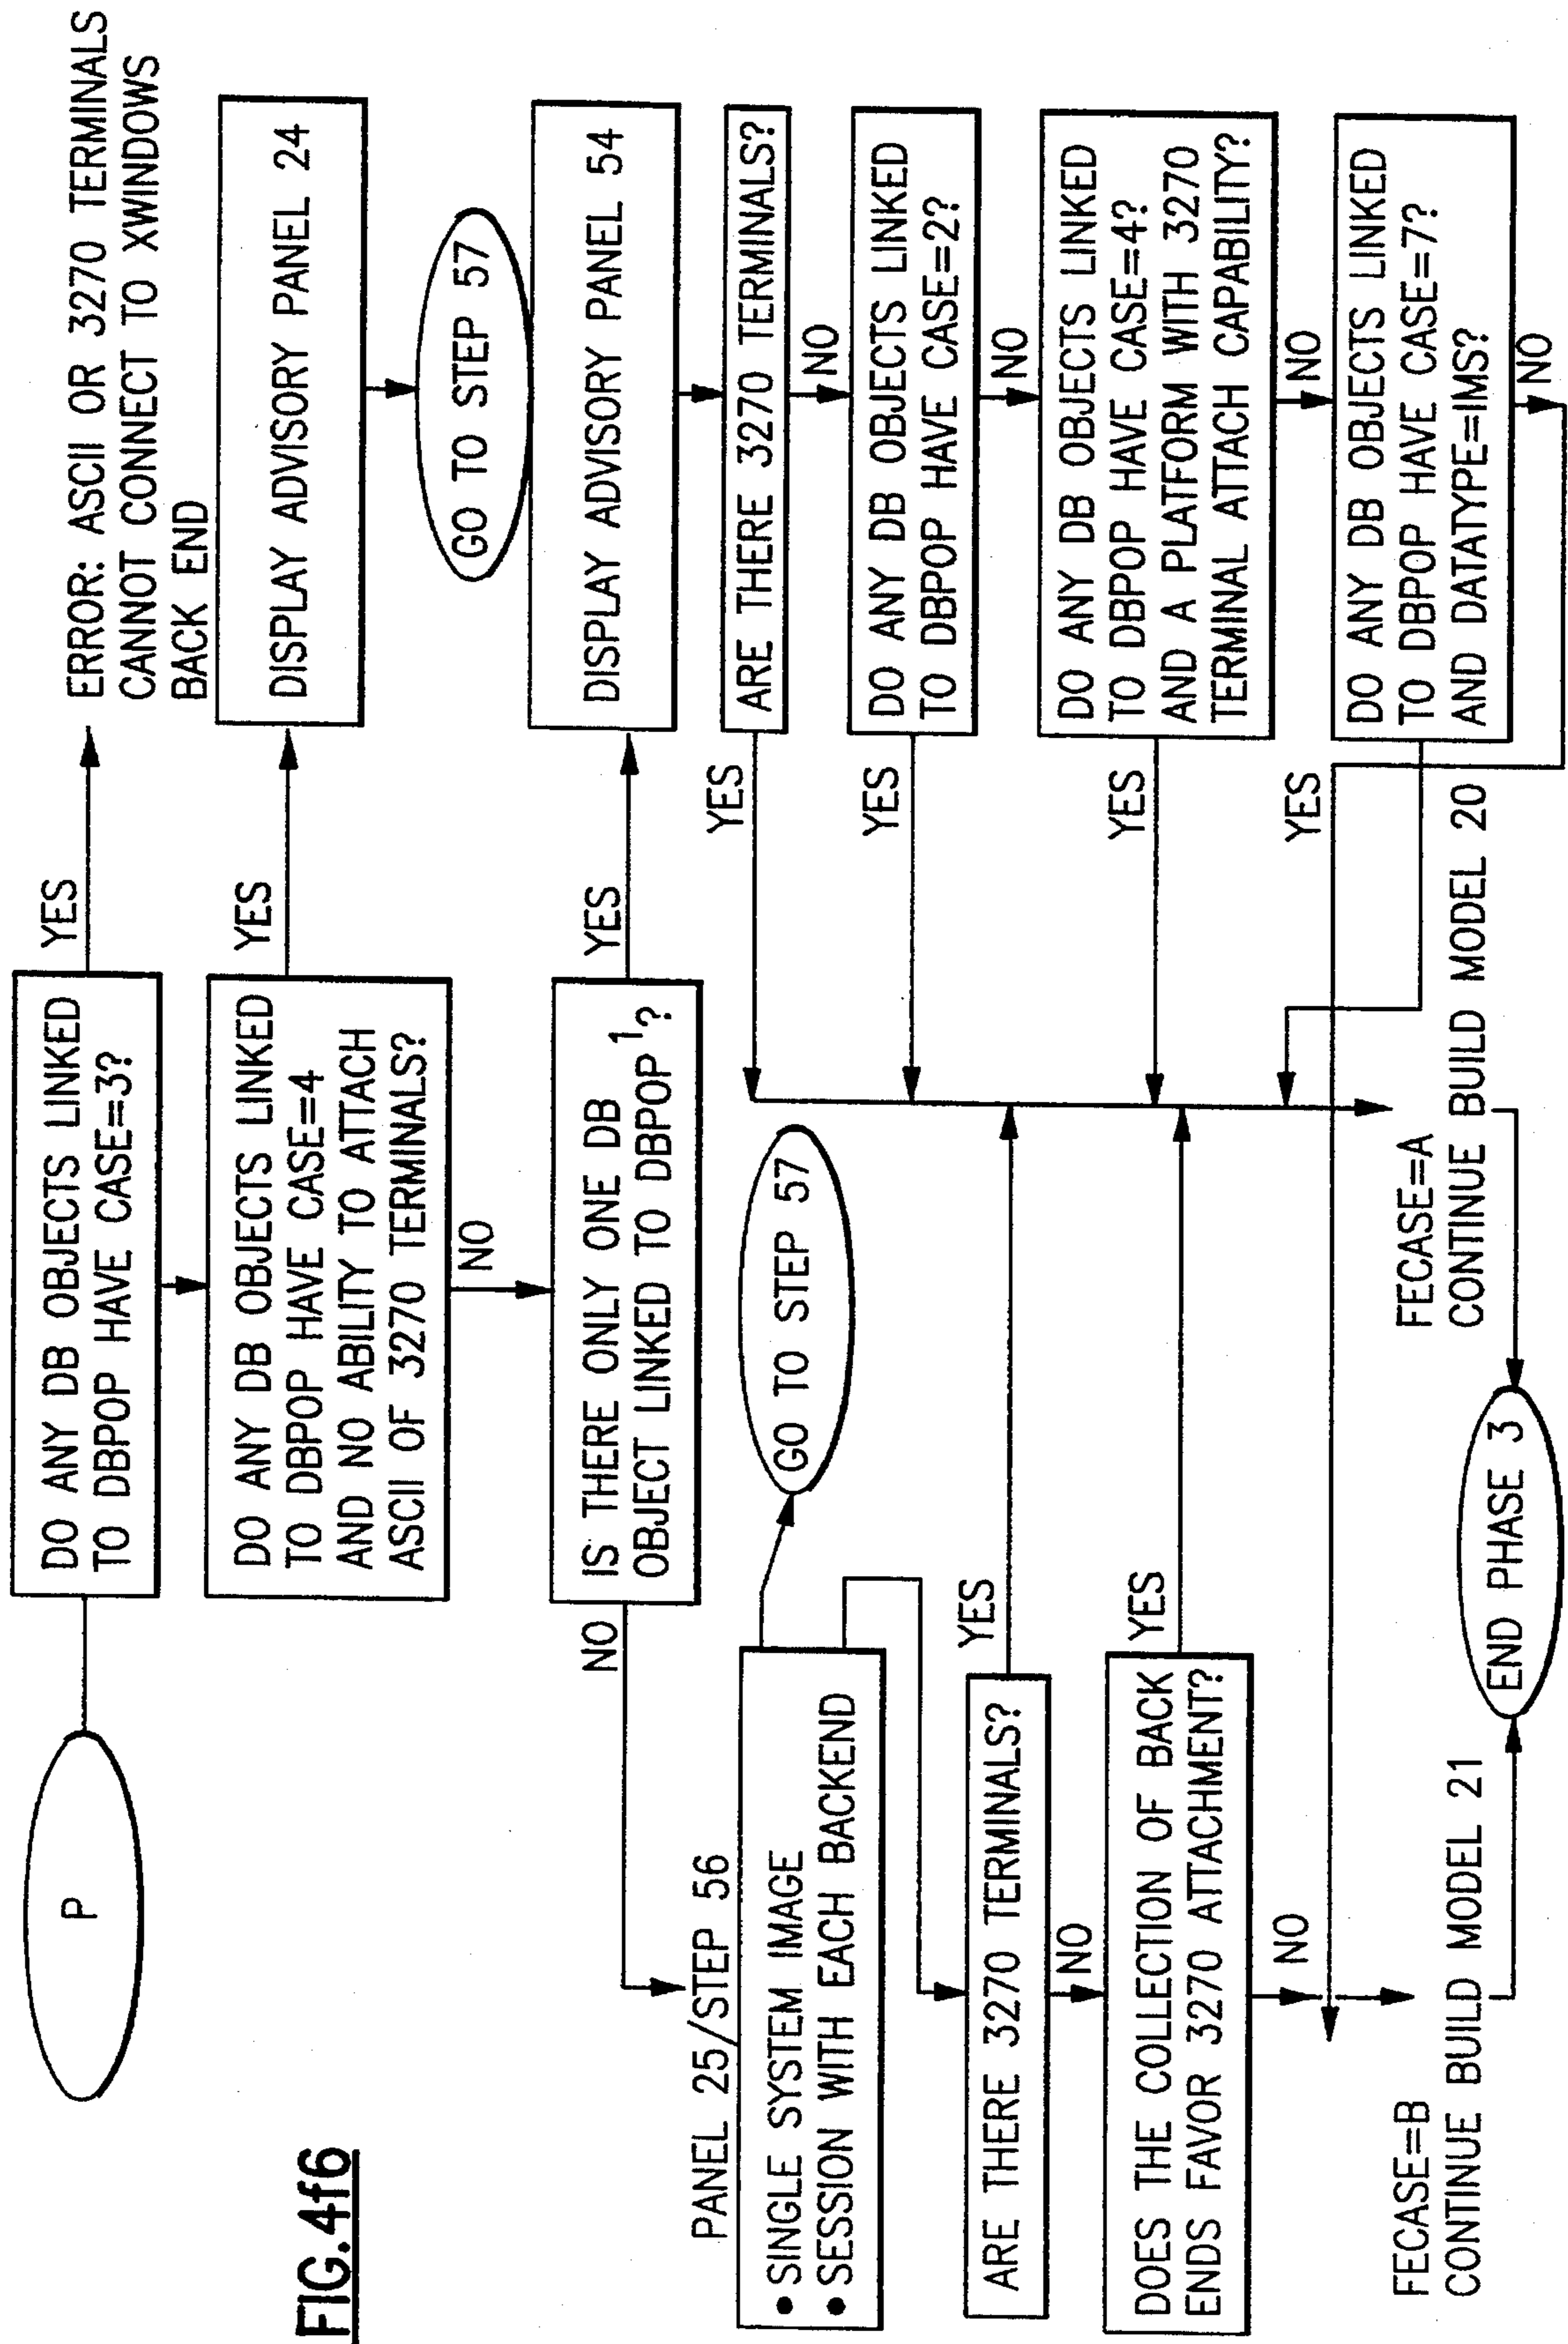 FIG.4f6
P
DO ANY DB OBJECTS LINKED
TO DBPOP HAVE CASE=3?
YES
ERROR: ASCII OR 3270 TERMINALS
CANNOT CONNECT TO XWINDOWS
BACK END
DO ANY DB OBJECTS LINKED
TO DBPOP HAVE CASE=4
AND NO ABILITY TO ATTACH
ASCII OF 3270 TERMINALS?
YES
DISPLAY ADVISORY PANEL 24
GO TO STEP 57
NO
IS THERE ONLY ONE DB
OBJECT LINKED TO DBPOP1?
YES
DISPLAY ADVISORY PANEL 54
NO
PANEL 25/STEP 56
• SINGLE SYSTEM IMAGE
• SESSION WITH EACH BACKEND
GO TO STEP 57
ARE THERE 3270 TERMINALS?
YES
NO
DOES THE COLLECTION OF BACK
ENDS FAVOR 3270 ATTACHMENT?
YES
NO
ARE THERE 3270 TERMINALS?
YES
NO
DO ANY DB OBJECTS LINKED
TO DBPOP HAVE CASE=2?
YES
NO
DO ANY DB OBJECTS LINKED
TO DBPOP HAVE CASE=4?
AND A PLATFORM WITH 3270
TERMINAL ATTACH CAPABILITY?
YES
NO
DO ANY DB OBJECTS LINKED
TO DBPOP HAVE CASE=7?
AND DATATYPE=IMS?
YES
NO
FECASE=B
CONTINUE BUILD MODEL 21
FECASE=A
CONTINUE BUILD MODEL 20
END PHASE 3